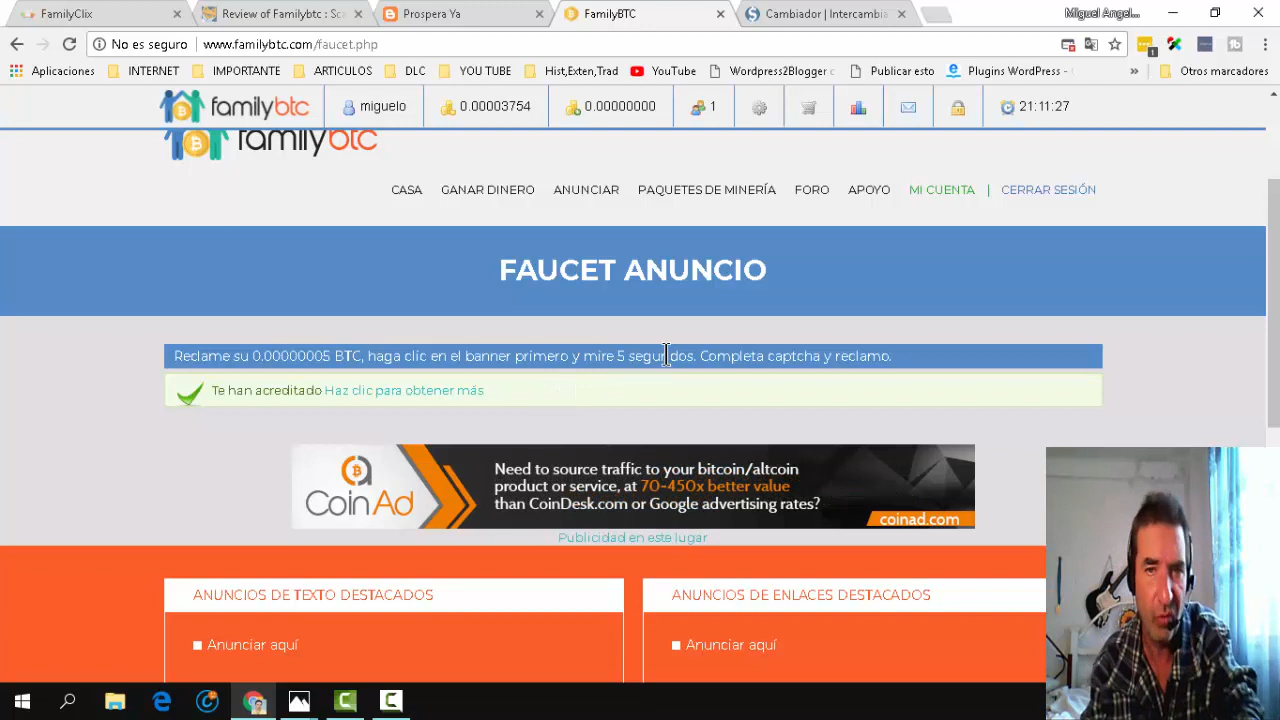 FamilyClix
Review of Familybtc : Sca
Prospera Ya
FamilyBTC
Cambiador | Intercambia
Miguel Angel...
No es seguro
www.familybtc.com/faucet.php
Aplicaciones
INTERNET
IMPORTANTE
ARTICULOS
DLC
YOU TUBE
Hist,Exten,Trad
YouTube
Wordpress2Blogger c
Publicar esto
Plugins WordPress -
Otros marcadores
familybtc
miguelo
0.00003754
0.00000000
1
21:11:27
familybtc
CASA
GANAR DINERO
ANUNCIAR
PAQUETES DE MINERÍA
FORO
APOYO
MI CUENTA
|
CERRAR SESIÓN
FAUCET ANUNCIO
Reclame su 0.00000005 BTC, haga clic en el banner primero y mire 5 segundos. Completa captcha y reclamo.
Te han acreditado Haz clic para obtener más
CoinAd
Need to source traffic to your bitcoin/altcoin
product or service, at 70-450x better value
than CoinDesk.com or Google advertising rates?
coinad.com
Publicidad en este lugar
ANUNCIOS DE TEXTO DESTACADOS
ANUNCIOS DE ENLACES DESTACADOS
Anunciar aquí
Anunciar aquí